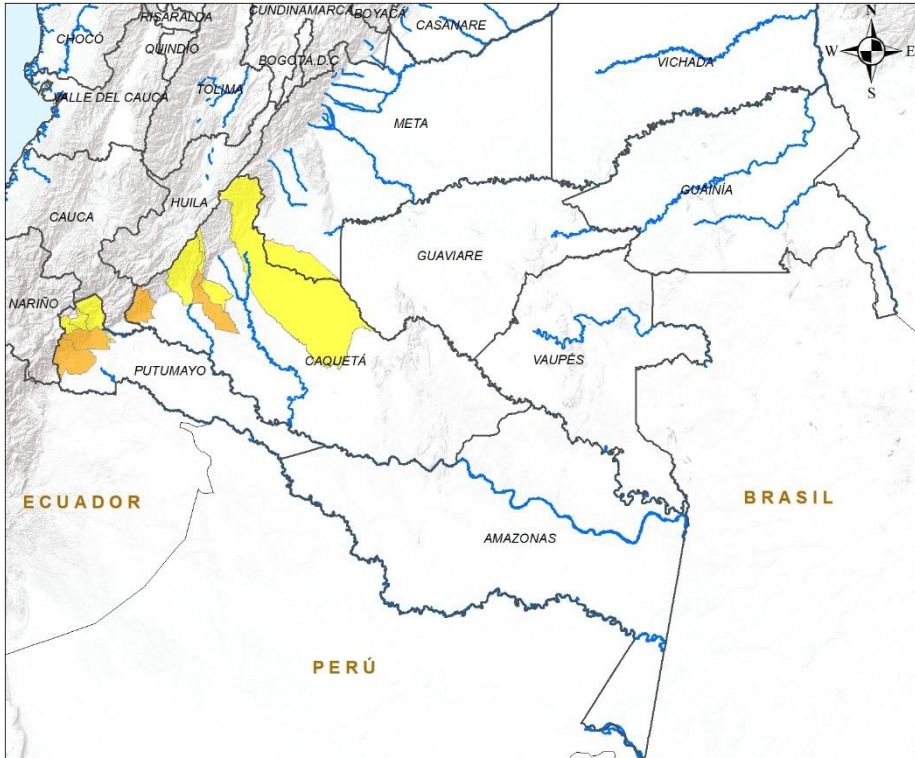 CUNDINAMARCA
BOYACÁ
RISARALDA
CASANARE
N
CHOCÓ
QUINDIO
W
E
BOGOTÁ D.C
VICHADA
TOLIMA
S
VALLE DEL CAUCA
META
HUILA
GUAINÍA
CAUCA
GUAVIARE
NARIÑO
VAUPÉS
CAQUETÁ
PUTUMAYO
ECUADOR
BRASIL
AMAZONAS
PERÚ